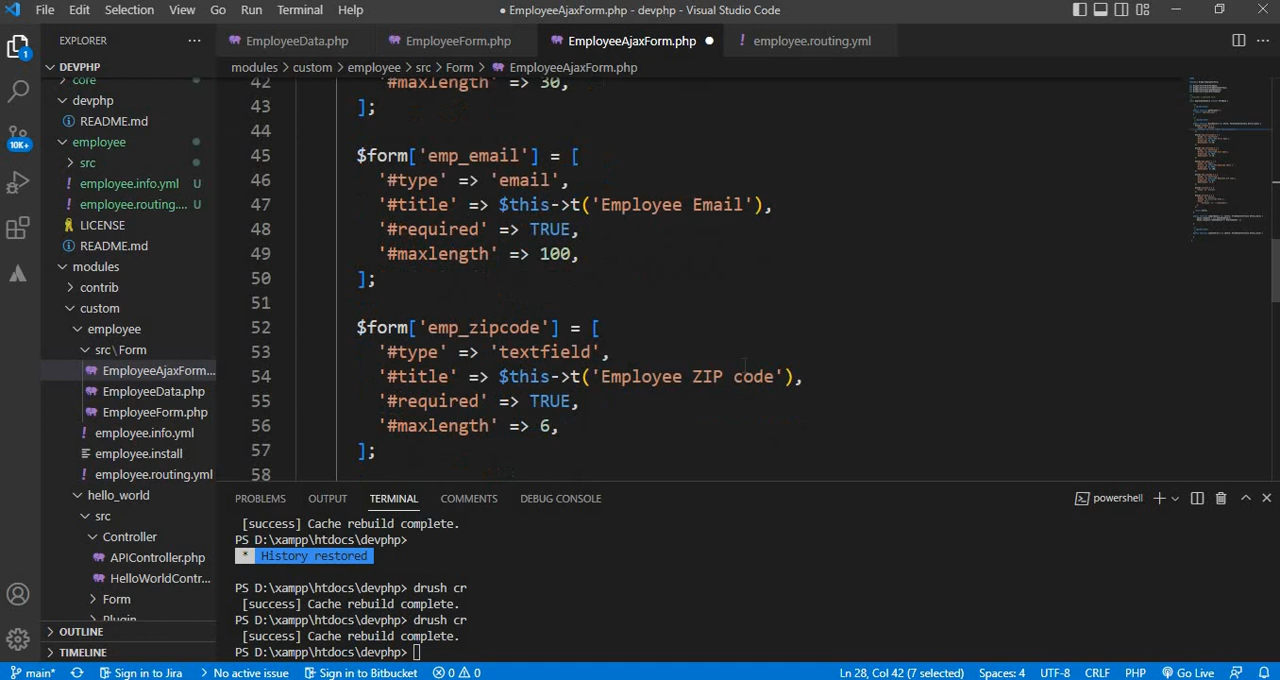 File Edit Selection View Go Run Terminal Help
● EmployeeAjaxForm.php - devphp - Visual Studio Code
EXPLORER
EmployeeData.php EmployeeForm.php EmployeeAjaxForm.php ● ! employee.routing.yml
DEVPHP
modules > custom > employee > src > Form > EmployeeAjaxForm.php
core
devphp
README.md
employee
src
employee.info.yml U
employee.routing.... U
LICENSE
README.md
modules
contrib
custom
employee
src\Form
EmployeeAjaxForm...
EmployeeData.php
EmployeeForm.php
employee.info.yml
employee.install
employee.routing.yml
hello_world
src
Controller
APIController.php
HelloWorldContr...
Form
Plugin
OUTLINE
TIMELINE
1
10K+
42 '#maxlength' => 30,
43 ];
44
45 $form['emp_email'] = [
46 '#type' => 'email',
47 '#title' => $this->t('Employee Email'),
48 '#required' => TRUE,
49 '#maxlength' => 100,
50 ];
51
52 $form['emp_zipcode'] = [
53 '#type' => 'textfield',
54 '#title' => $this->t('Employee ZIP code'),
55 '#required' => TRUE,
56 '#maxlength' => 6,
57 ];
58
PROBLEMS OUTPUT TERMINAL COMMENTS DEBUG CONSOLE
powershell
[success] Cache rebuild complete.
PS D:\xampp\htdocs\devphp>
* History restored
PS D:\xampp\htdocs\devphp> drush cr
[success] Cache rebuild complete.
PS D:\xampp\htdocs\devphp> drush cr
[success] Cache rebuild complete.
PS D:\xampp\htdocs\devphp>
main* Sign in to Jira No active issue Sign in to Bitbucket 0 0 Ln 28, Col 42 (7 selected) Spaces: 4 UTF-8 CRLF PHP Go Live